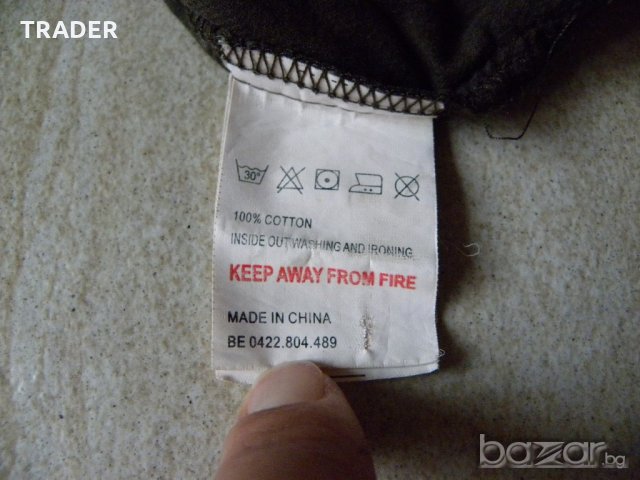 TRADER
30°
100% COTTON
INSIDE OUT WASHING AND IRONING
KEEP AWAY FROM FIRE
MADE IN CHINA
BE 0422.804.489
bazar.bg